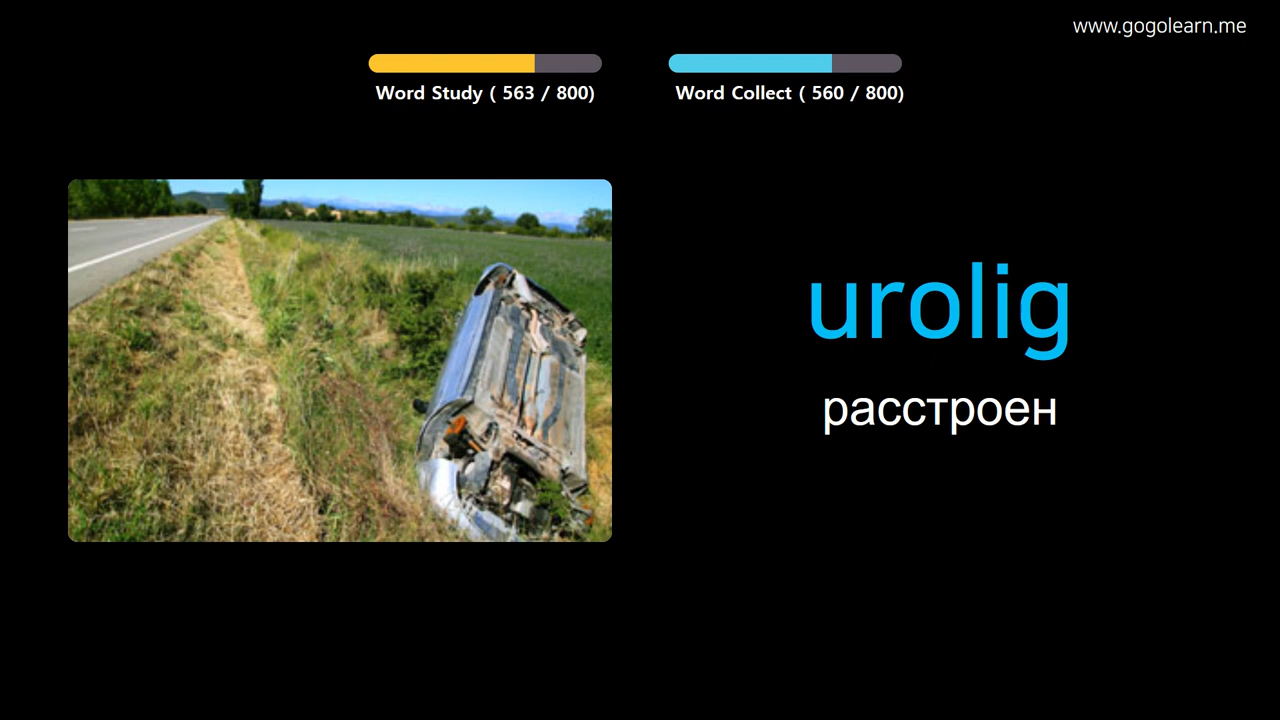 www.gogolearn.me
Word Study ( 563 / 800)
Word Collect ( 560 / 800)
urolig
расстроен